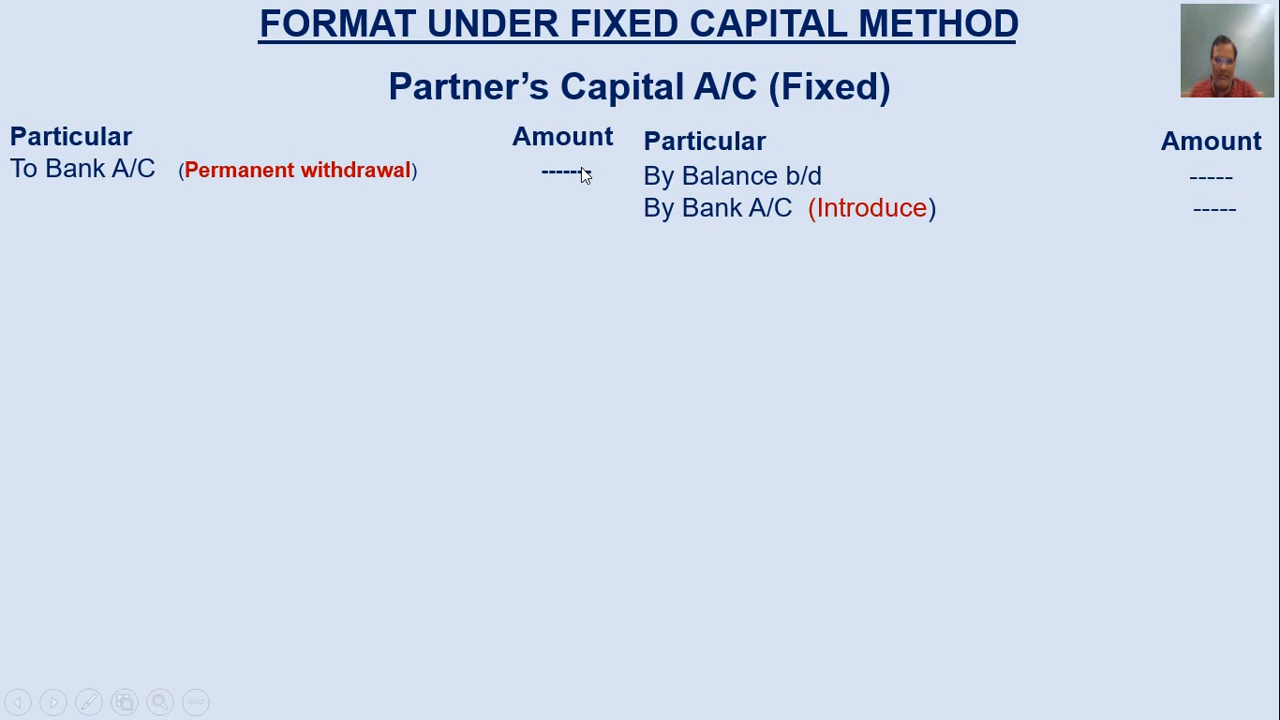 FORMAT UNDER FIXED CAPITAL METHOD
Partner’s Capital A/C (Fixed)
Particular Amount
To Bank A/C (Permanent withdrawal) ------
Particular Amount
By Balance b/d -----
By Bank A/C (Introduce) -----